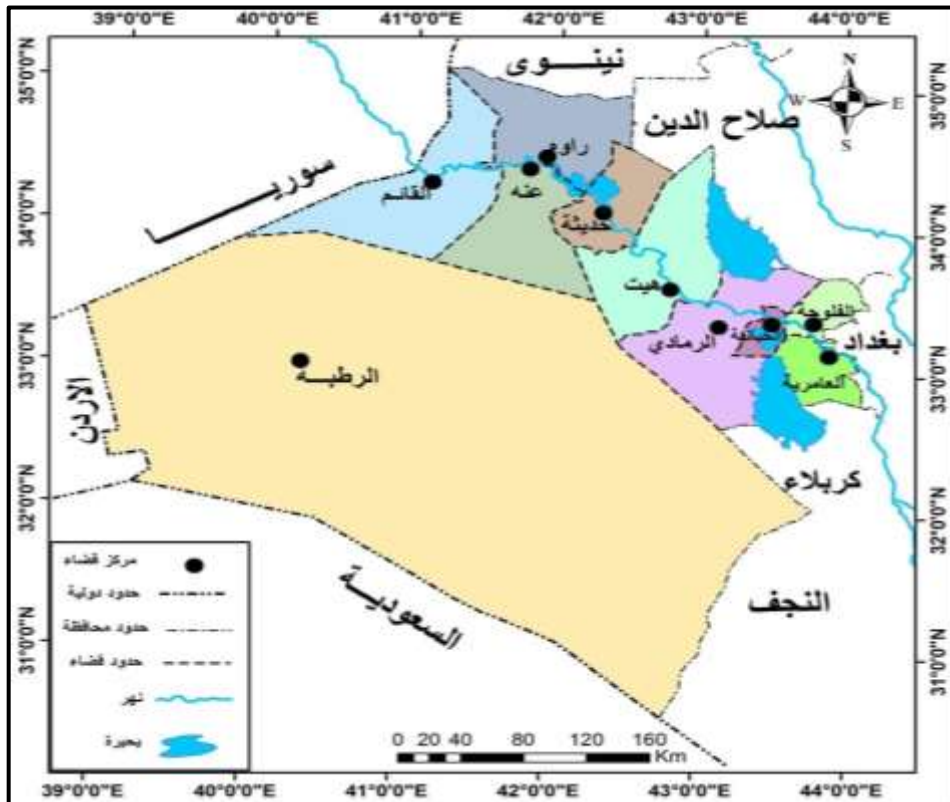 40°0'0"E 41°0'0"E 42°0'0"E 43°0'0"E 44°0'0"E
35°0'0"N
34°0'0"N
33°0'0"N
32°0'0"N
31°0'0"N
N
W E
S
نينـــوى
صلاح الدين
سوريـــا
راوه
القائم
عنه
حديثة
هيت
الفلوجة
الرمادي
بغداد
العامرية
الرطبـــه
الاردن
كربلاء
النجف
السعوديـــة
مركز قضاء
حدود دولية
حدود محافظة
حدود قضاء
نهر
بحيرة
0 20 40 80 120 160
Km
35°0'0"N
34°0'0"N
33°0'0"N
32°0'0"N
31°0'0"N
39°0'0"E 40°0'0"E 41°0'0"E 42°0'0"E 43°0'0"E 44°0'0"E